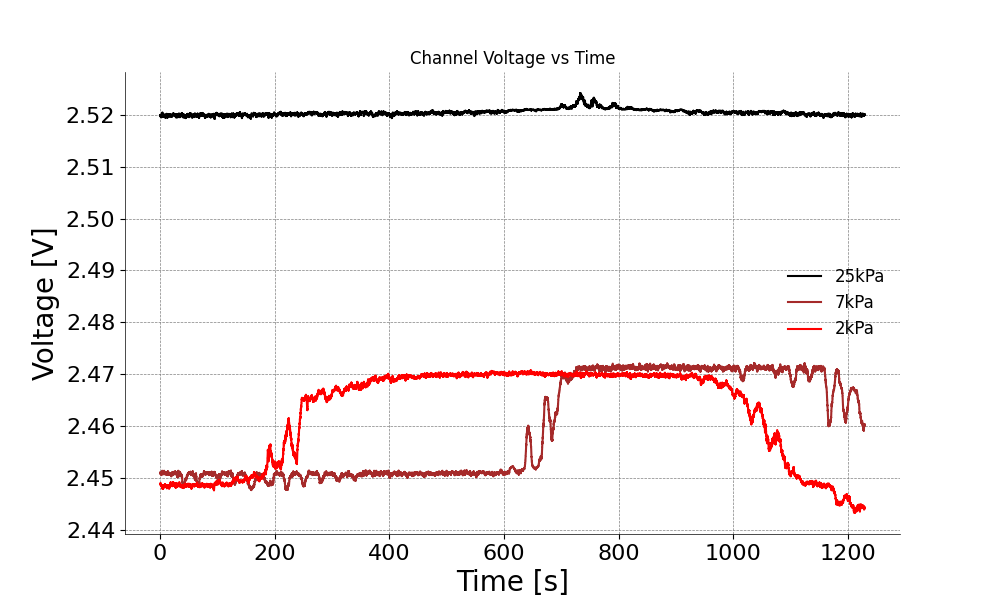 Channel Voltage vs Time
Voltage [V]
2.52
2.51
2.50
2.49
2.48
2.47
2.46
2.45
2.44
25kPa
7kPa
2kPa
0 200 400 600 800 1000 1200
Time [s]